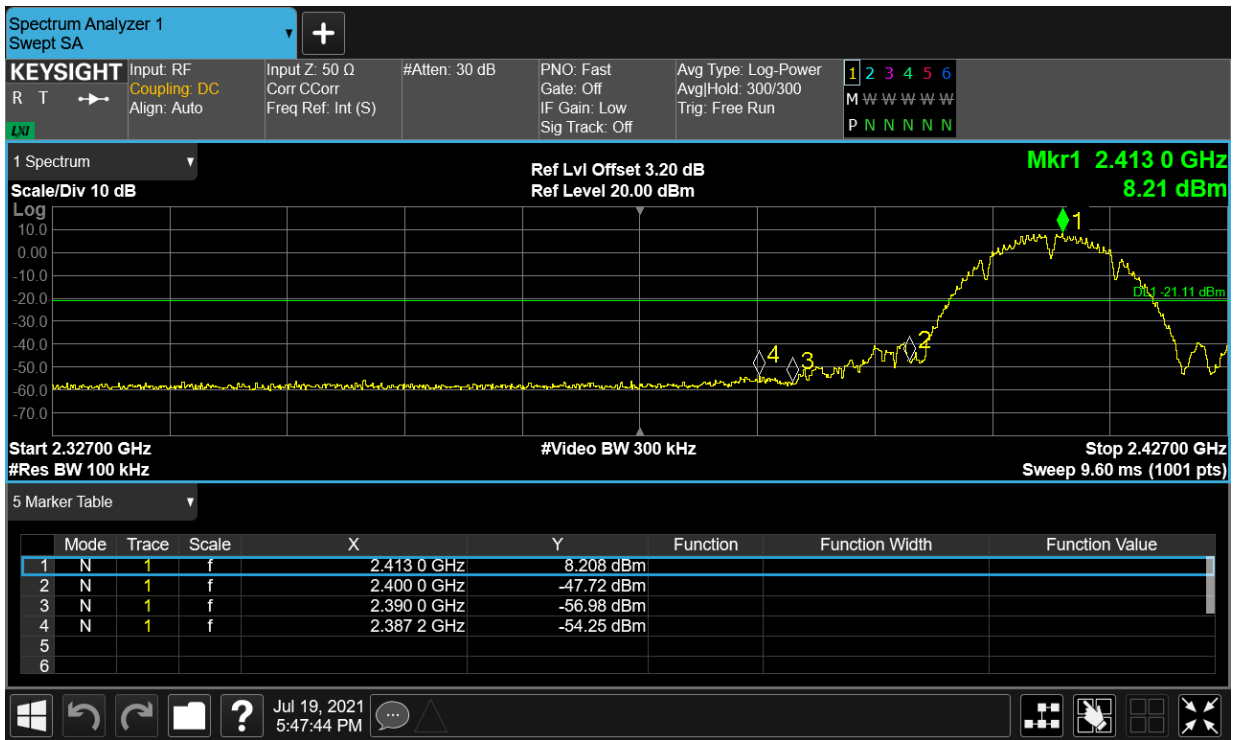 Spectrum Analyzer 1
Swept SA
KEYSIGHT
R T
LXI
Input: RF
Coupling: DC
Align: Auto
Input Z: 50 Ω
Corr CCorr
Freq Ref: Int (S)
#Atten: 30 dB
PNO: Fast
Gate: Off
IF Gain: Low
Sig Track: Off
Avg Type: Log-Power
Avg|Hold: 300/300
Trig: Free Run
1 2 3 4 5 6
M W W W W W
P N N N N N
1 Spectrum
Scale/Div 10 dB
Ref Lvl Offset 3.20 dB
Ref Level 20.00 dBm
Mkr1 2.413 0 GHz
8.21 dBm
Log
10.0
0.00
-10.0
-20.0
-30.0
-40.0
-50.0
-60.0
-70.0
1
DL1 -21.11 dBm
2
4
3
Start 2.32700 GHz
#Res BW 100 kHz
#Video BW 300 kHz
Stop 2.42700 GHz
Sweep 9.60 ms (1001 pts)
5 Marker Table
Mode Trace Scale X Y Function Function Width Function Value
1 N 1 f 2.413 0 GHz 8.208 dBm
2 N 1 f 2.400 0 GHz -47.72 dBm
3 N 1 f 2.390 0 GHz -56.98 dBm
4 N 1 f 2.387 2 GHz -54.25 dBm
5
6
?
Jul 19, 2021
5:47:44 PM